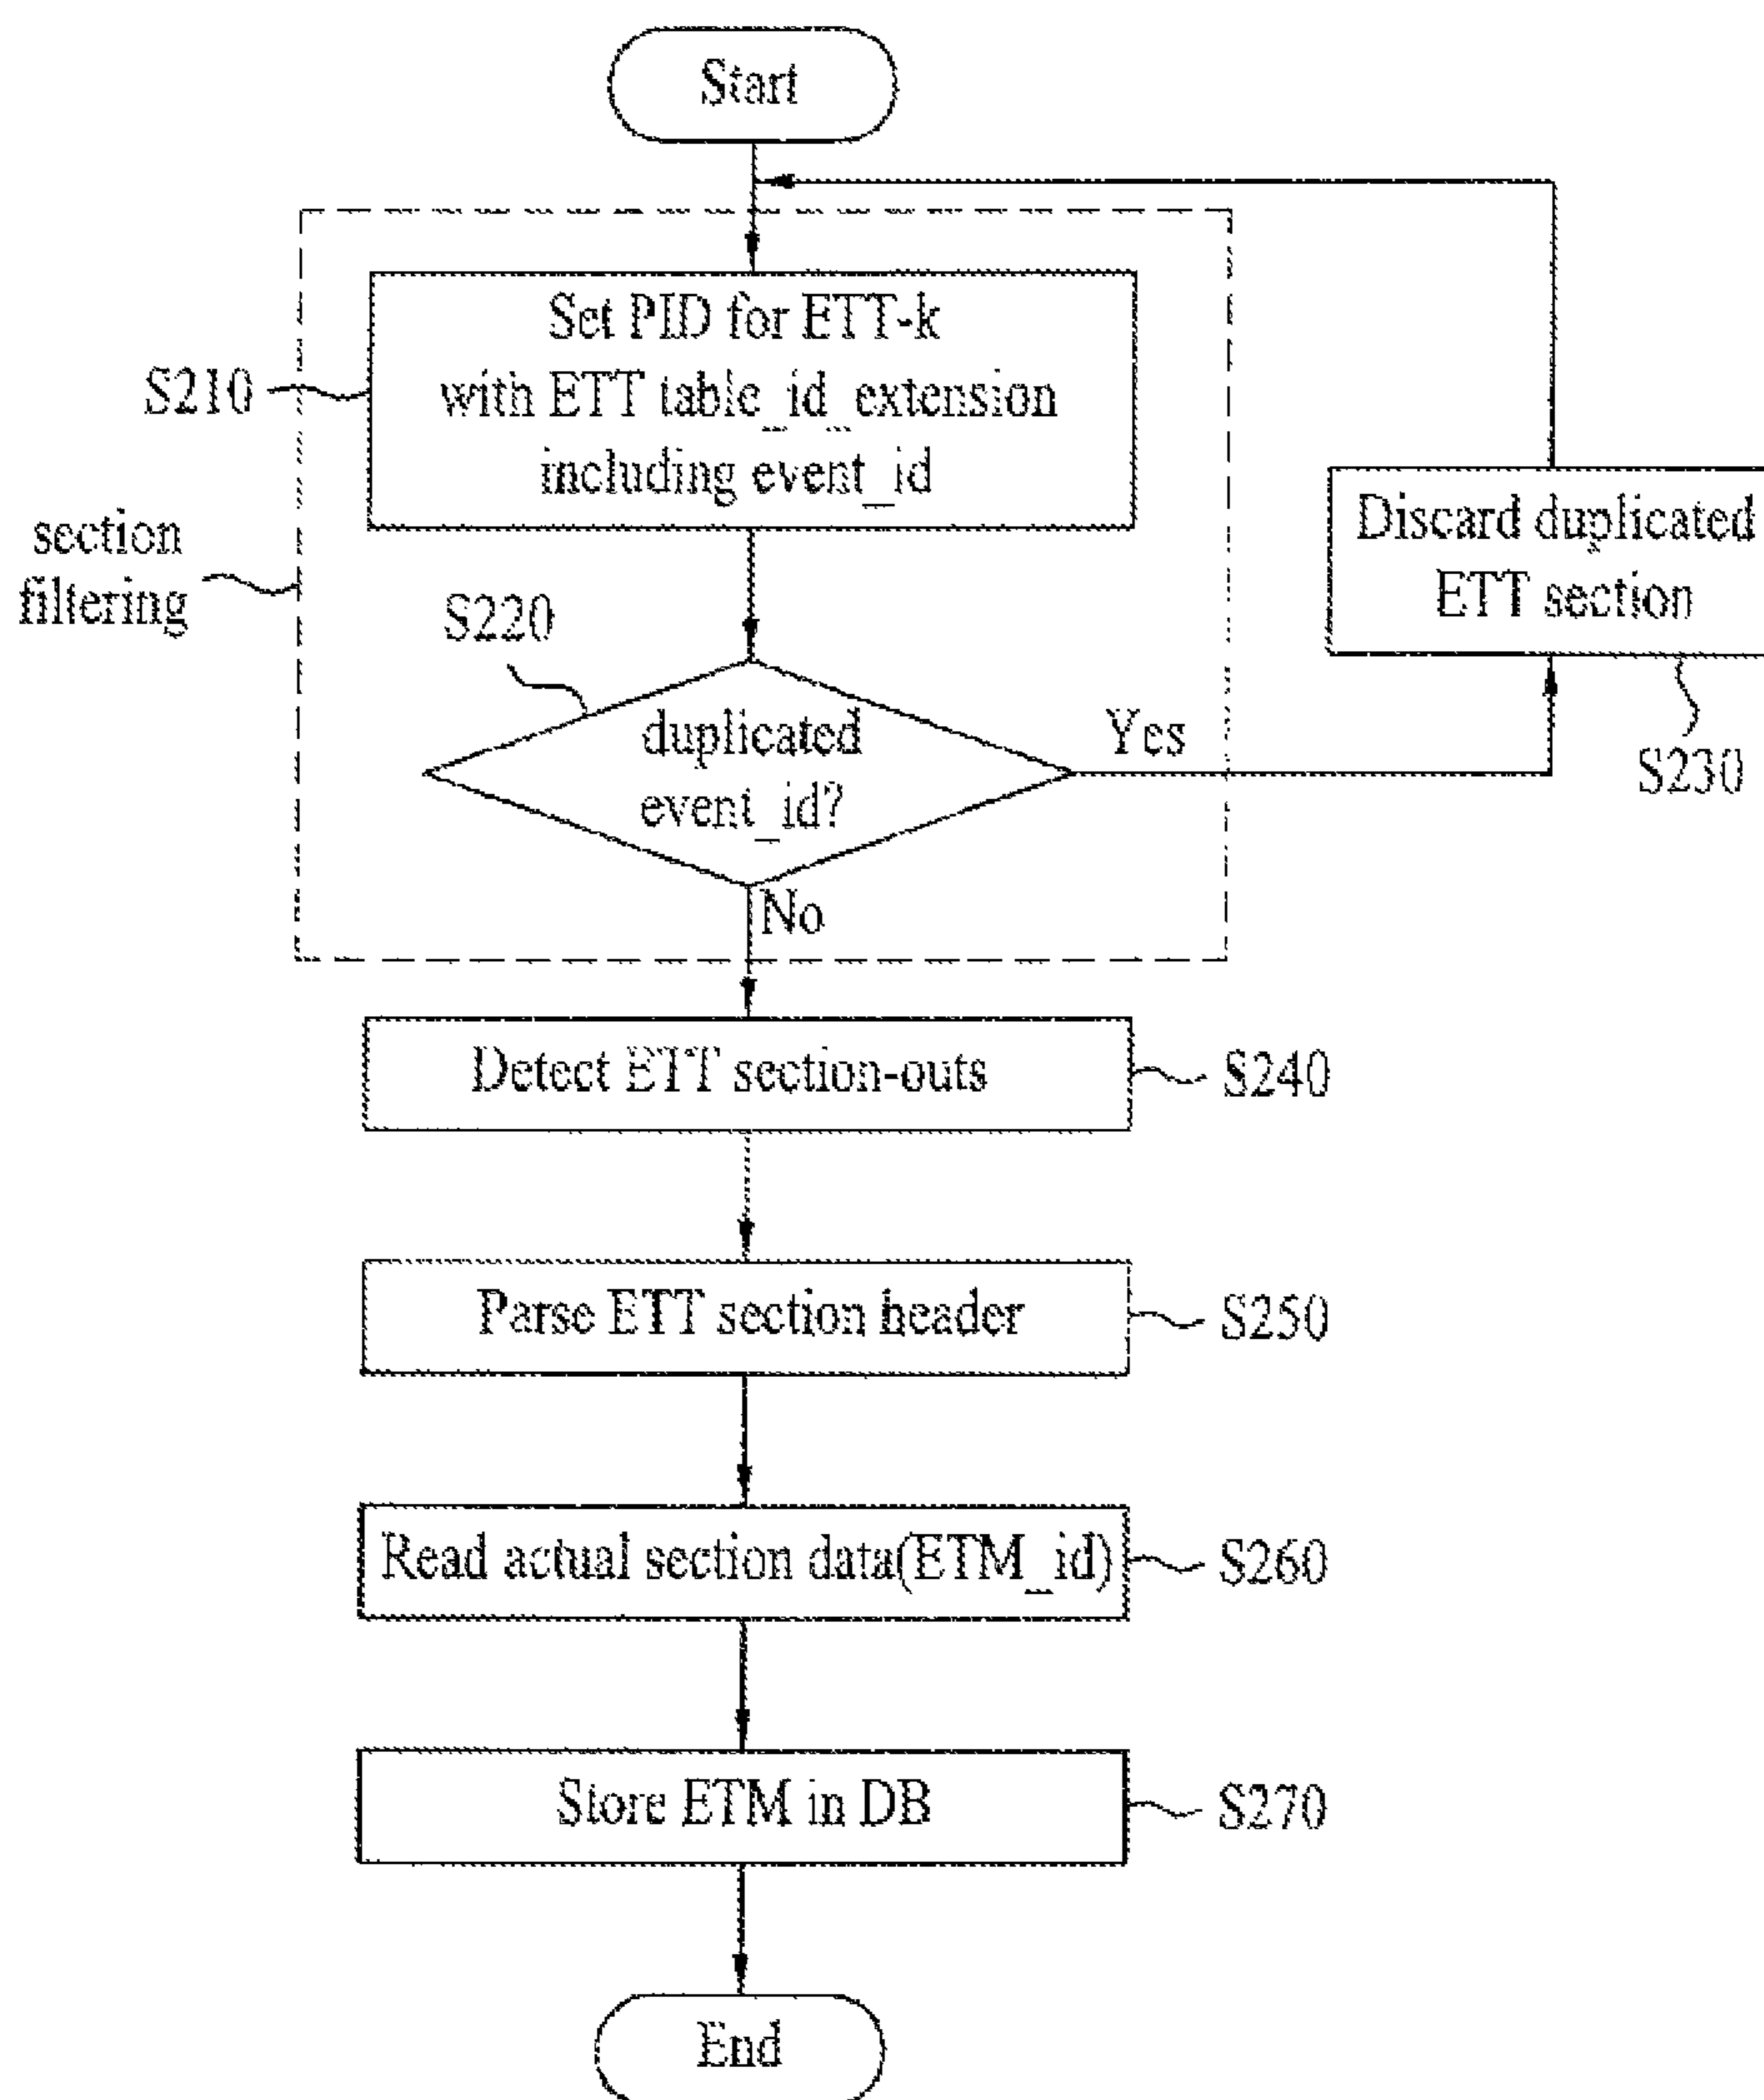 Start
Set PID for ETT-k
with ETT table_id_extension
including event_id
S210
section
filtering
Discard duplicated
ETT section
S230
S220
duplicated
event_id?
Yes
No
Detect ETT section-outs
S240
Parse ETT section header
S250
Read actual section data(ETM_id)
S260
Store ETM in DB
S270
End